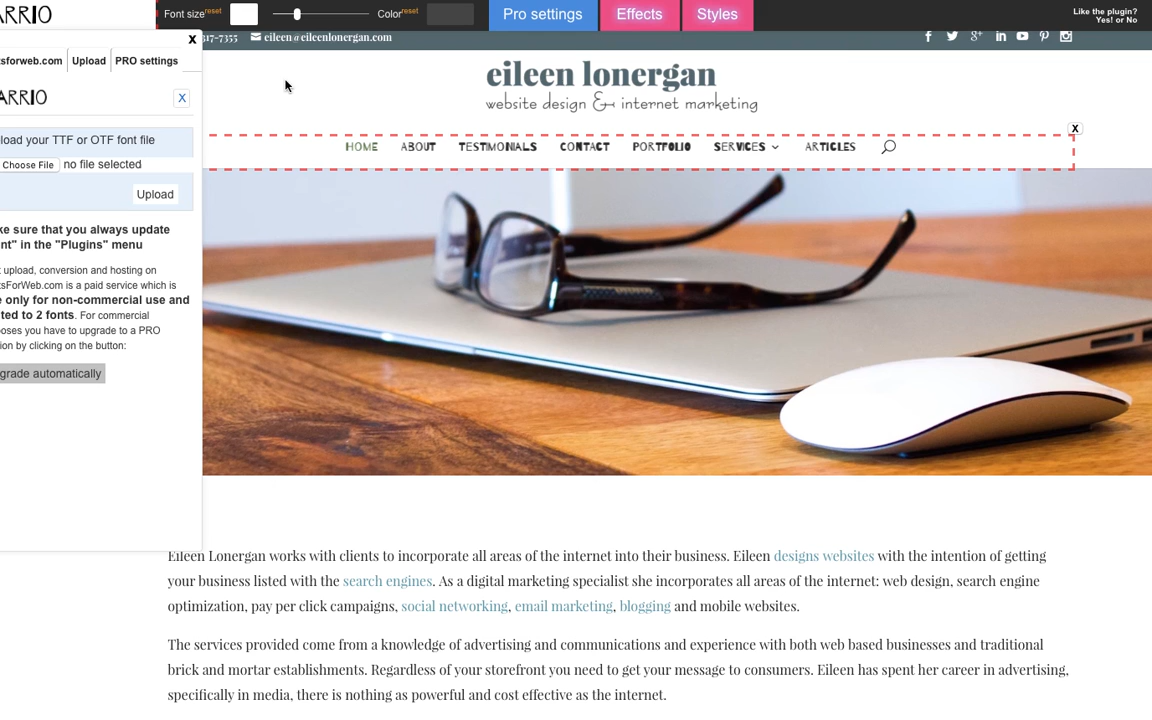 ARRIO
Font size reset
Color reset
Pro settings
Effects
Styles
Like the plugin?
Yes! or No
X
tsforweb.com
Upload
PRO settings
ARRIO
X
load your TTF or OTF font file
Choose File no file selected
Upload
ke sure that you always update
nt" in the "Plugins" menu
t upload, conversion and hosting on
tsForWeb.com is a paid service which is
e only for non-commercial use and
ted to 2 fonts. For commercial
oses you have to upgrade to a PRO
ion by clicking on the button:
grade automatically
517-7355 eileen@eileenlonergan.com
eileen lonergan
website design & internet marketing
X
HOME ABOUT TESTIMONIALS CONTACT PORTFOLIO SERVICES ARTICLES
Eileen Lonergan works with clients to incorporate all areas of the internet into their business. Eileen designs websites with the intention of getting
your business listed with the search engines. As a digital marketing specialist she incorporates all areas of the internet: web design, search engine
optimization, pay per click campaigns, social networking, email marketing, blogging and mobile websites.
The services provided come from a knowledge of advertising and communications and experience with both web based businesses and traditional
brick and mortar establishments. Regardless of your storefront you need to get your message to consumers. Eileen has spent her career in advertising,
specifically in media, there is nothing as powerful and cost effective as the internet.